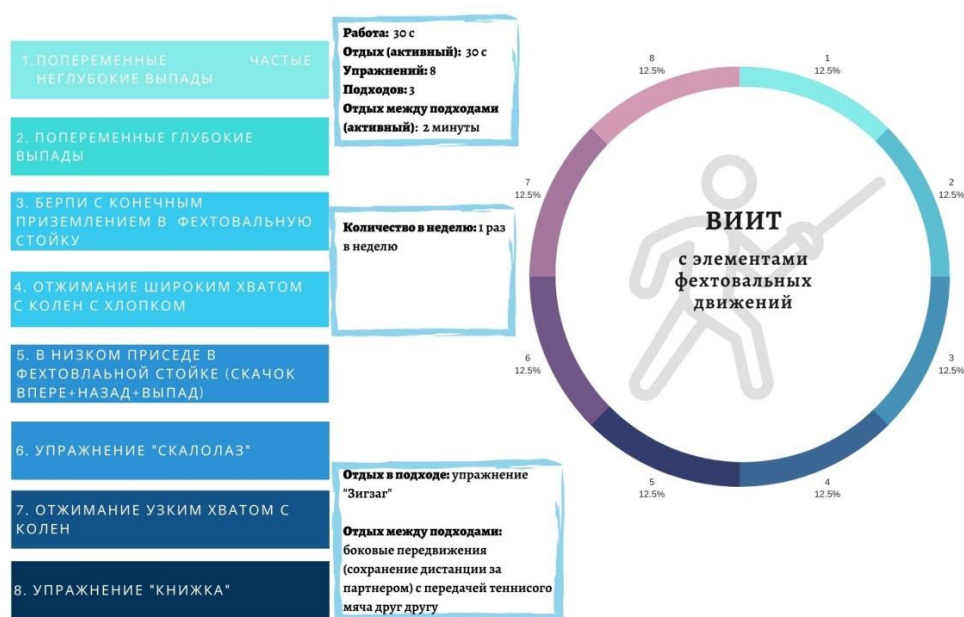 1. ПОПЕРЕМЕННЫЕ ЧАСТЫЕ
НЕГЛУБОКИЕ ВЫПАДЫ
2. ПОПЕРЕМЕННЫЕ ГЛУБОКИЕ
ВЫПАДЫ
3. БЕРПИ С КОНЕЧНЫМ
ПРИЗЕМЛЕНИЕМ В ФЕХТОВАЛЬНУЮ
СТОЙКУ
4. ОТЖИМАНИЕ ШИРОКИМ ХВАТОМ
С КОЛЕН С ХЛОПКОМ
5. В НИЗКОМ ПРИСЕДЕ В
ФЕХТОВЛАЬНОЙ СТОЙКЕ (СКАЧОК
ВПЕРЕ+НАЗАД+ВЫПАД)
6. УПРАЖНЕНИЕ "СКАЛОЛАЗ"
7. ОТЖИМАНИЕ УЗКИМ ХВАТОМ С
КОЛЕН
8. УПРАЖНЕНИЕ "КНИЖКА"
Работа: 30 с
Отдых (активный): 30 с
Упражнений: 8
Подходов: 3
Отдых между подходами
(активный): 2 минуты
Количество в неделю: 1 раз
в неделю
Отдых в подходе: упражнение
"Зигзаг"
Отдых между подходами:
боковые передвижения
(сохранение дистанции за
партнером) с передачей теннисого
мяча друг другу
8
12.5%
1
12.5%
7
12.5%
2
12.5%
ВИИТ
с элементами
фехтовальных
движений
6
12.5%
3
12.5%
5
12.5%
4
12.5%